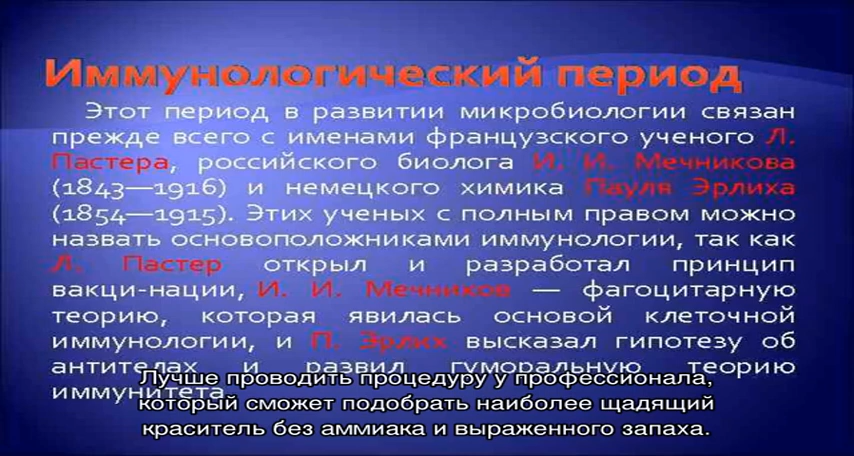 Иммунологический период
Этот период в развитии микробиологии связан
прежде всего с именами французского ученого Л.
Пастера, российского биолога И. И. Мечникова
(1843—1916) и немецкого химика Пауля Эрлиха
(1854—1915). Этих ученых с полным правом можно
назвать основоположниками иммунологии, так как
Л. Пастер открыл и разработал принцип
вакци-нации, И. И. Мечников — фагоцитарную
теорию, которая явилась основой клеточной
иммунологии, и П. Эрлих высказал гипотезу об
антителах и развил гуморальную теорию
иммунитета.
Лучше проводить процедуру у профессионала,
который сможет подобрать наиболее щадящий
краситель без аммиака и выраженного запаха.